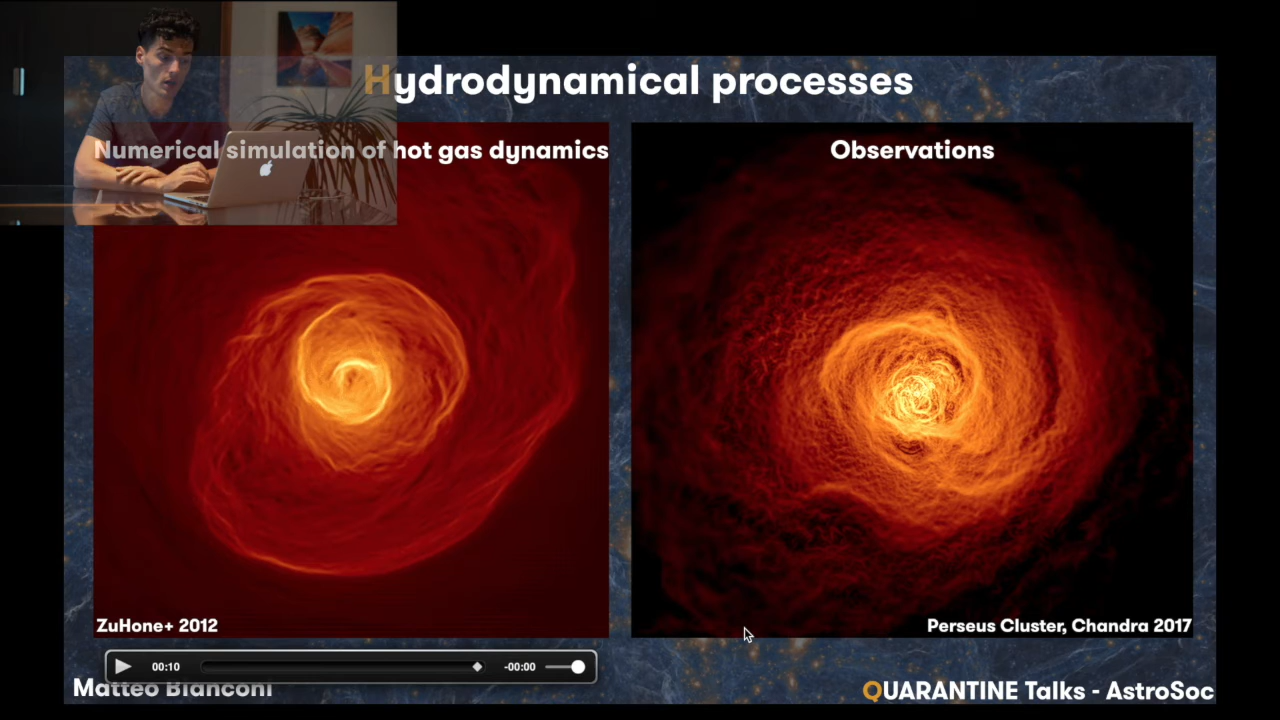 Hydrodynamical processes
Numerical simulation of hot gas dynamics
Observations
ZuHone+ 2012
Perseus Cluster, Chandra 2017
00:10
-00:00
Matteo Bianconi
QUARANTINE Talks - AstroSoc